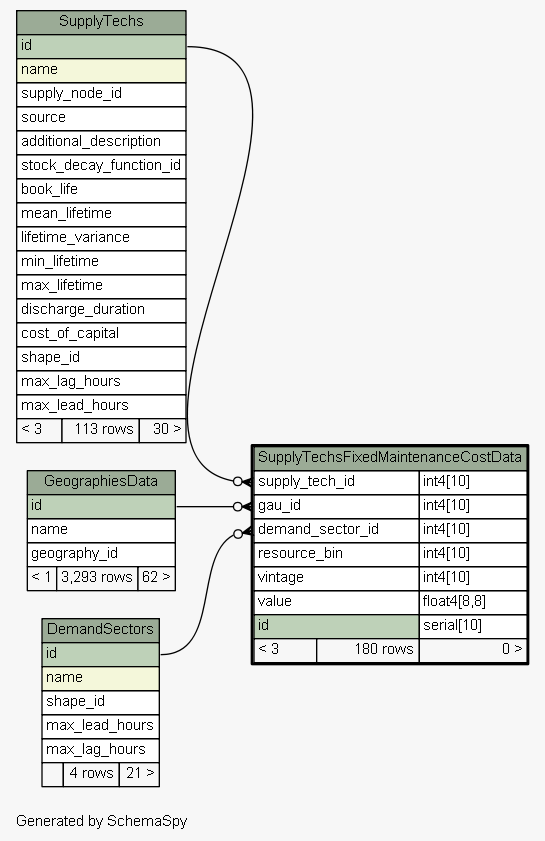 SupplyTechs
id
name
supply_node_id
source
additional_description
stock_decay_function_id
book_life
mean_lifetime
lifetime_variance
min_lifetime
max_lifetime
discharge_duration
cost_of_capital
shape_id
max_lag_hours
max_lead_hours
< 3 113 rows 30 >
SupplyTechsFixedMaintenanceCostData
supply_tech_id int4[10]
gau_id int4[10]
demand_sector_id int4[10]
resource_bin int4[10]
vintage int4[10]
value float4[8,8]
id serial[10]
< 3 180 rows 0 >
GeographiesData
id
name
geography_id
< 1 3,293 rows 62 >
DemandSectors
id
name
shape_id
max_lead_hours
max_lag_hours
4 rows 21 >
Generated by SchemaSpy